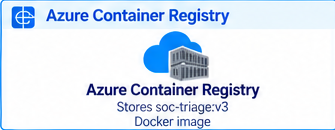 Azure Container Registry
Azure Container Registry
Stores soc-triage:v3
Docker image